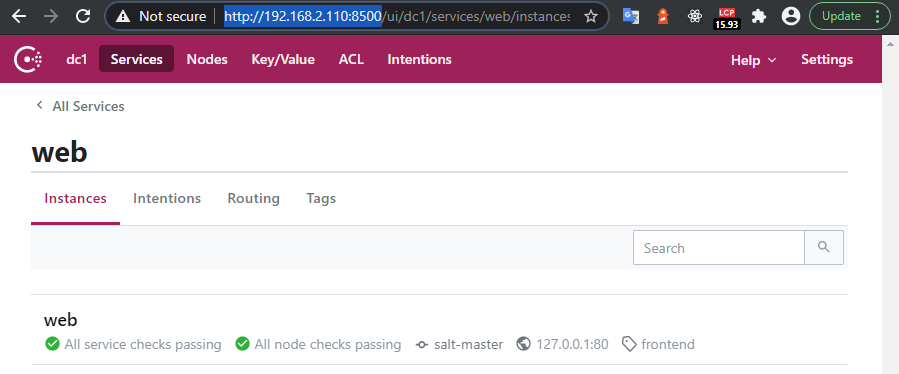 Not secure | http://192.168.2.110:8500/ui/dc1/services/web/instances
LCP
15.93
Update
dc1 Services Nodes Key/Value ACL Intentions Help Settings
All Services
web
Instances Intentions Routing Tags
Search
web
All service checks passing All node checks passing salt-master 127.0.0.1:80 frontend